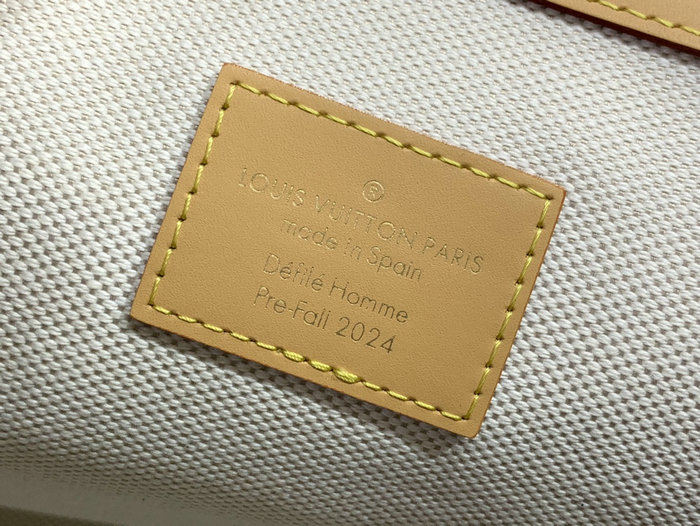 ®
LOUIS VUITTON PARIS
made in Spain
Défilé Homme
Pre-Fall 2024